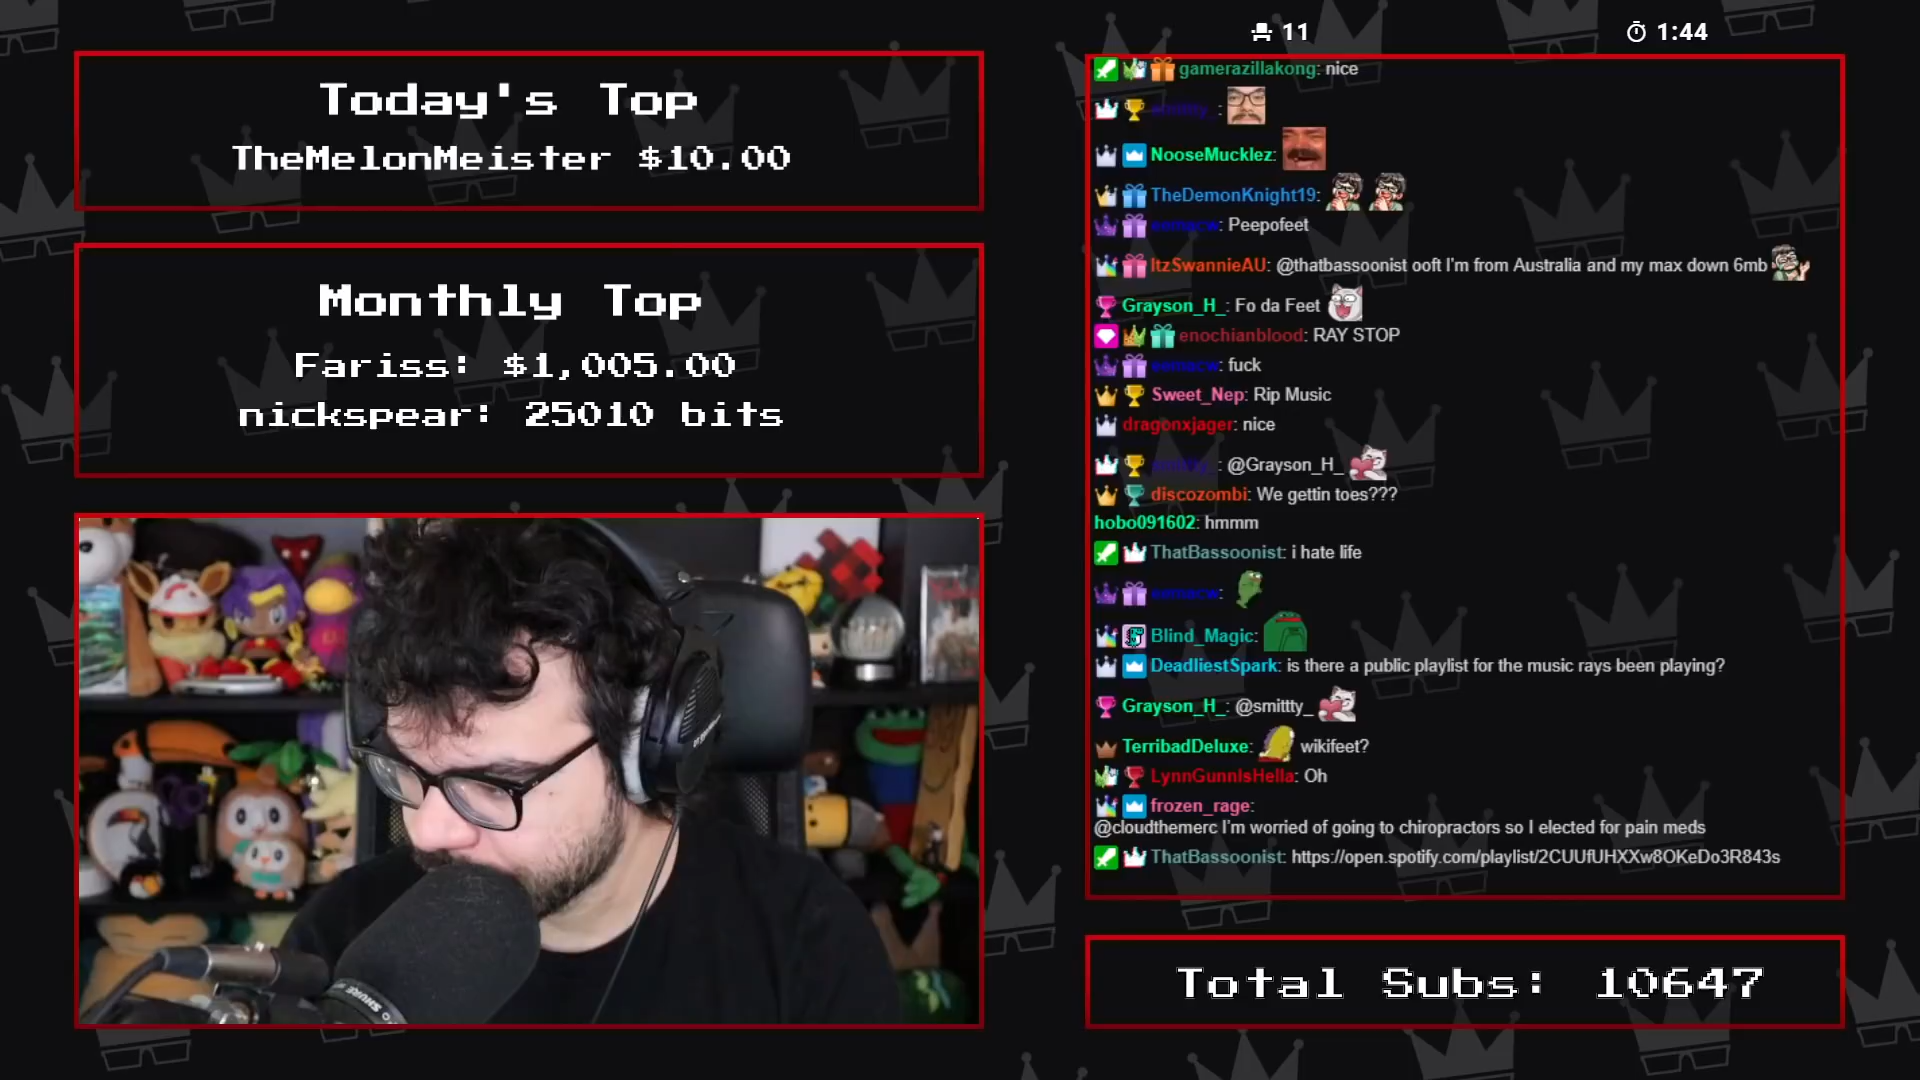 11
1:44
Today's Top
TheMelonMeister $10.00
Monthly Top
Fariss: $1,005.00
nickspear: 25010 bits
gamerazillakong: nice
smittty_:
NooseMucklez:
TheDemonKnight19:
: Peepofeet
ItzSwannieAU: @thatbassoonist ooft I'm from Australia and my max down 6mb
Grayson_H_: Fo da Feet
enochianblood: RAY STOP
: fuck
Sweet_Nep: Rip Music
dragonxjager: nice
smittty_: @Grayson_H_
discozombi: We gettin toes???
hobo091602: hmmm
ThatBassoonist: i hate life
Blind_Magic:
DeadliestSpark: is there a public playlist for the music rays been playing?
Grayson_H_: @smittty_
TerribadDeluxe: wikifeet?
LynnGunnIsHella: Oh
frozen_rage:
@cloudthemerc I'm worried of going to chiropractors so I elected for pain meds
ThatBassoonist: https://open.spotify.com/playlist/2CUUfUHXXw8OKeDo3R843s
Total Subs: 10647
SHURE